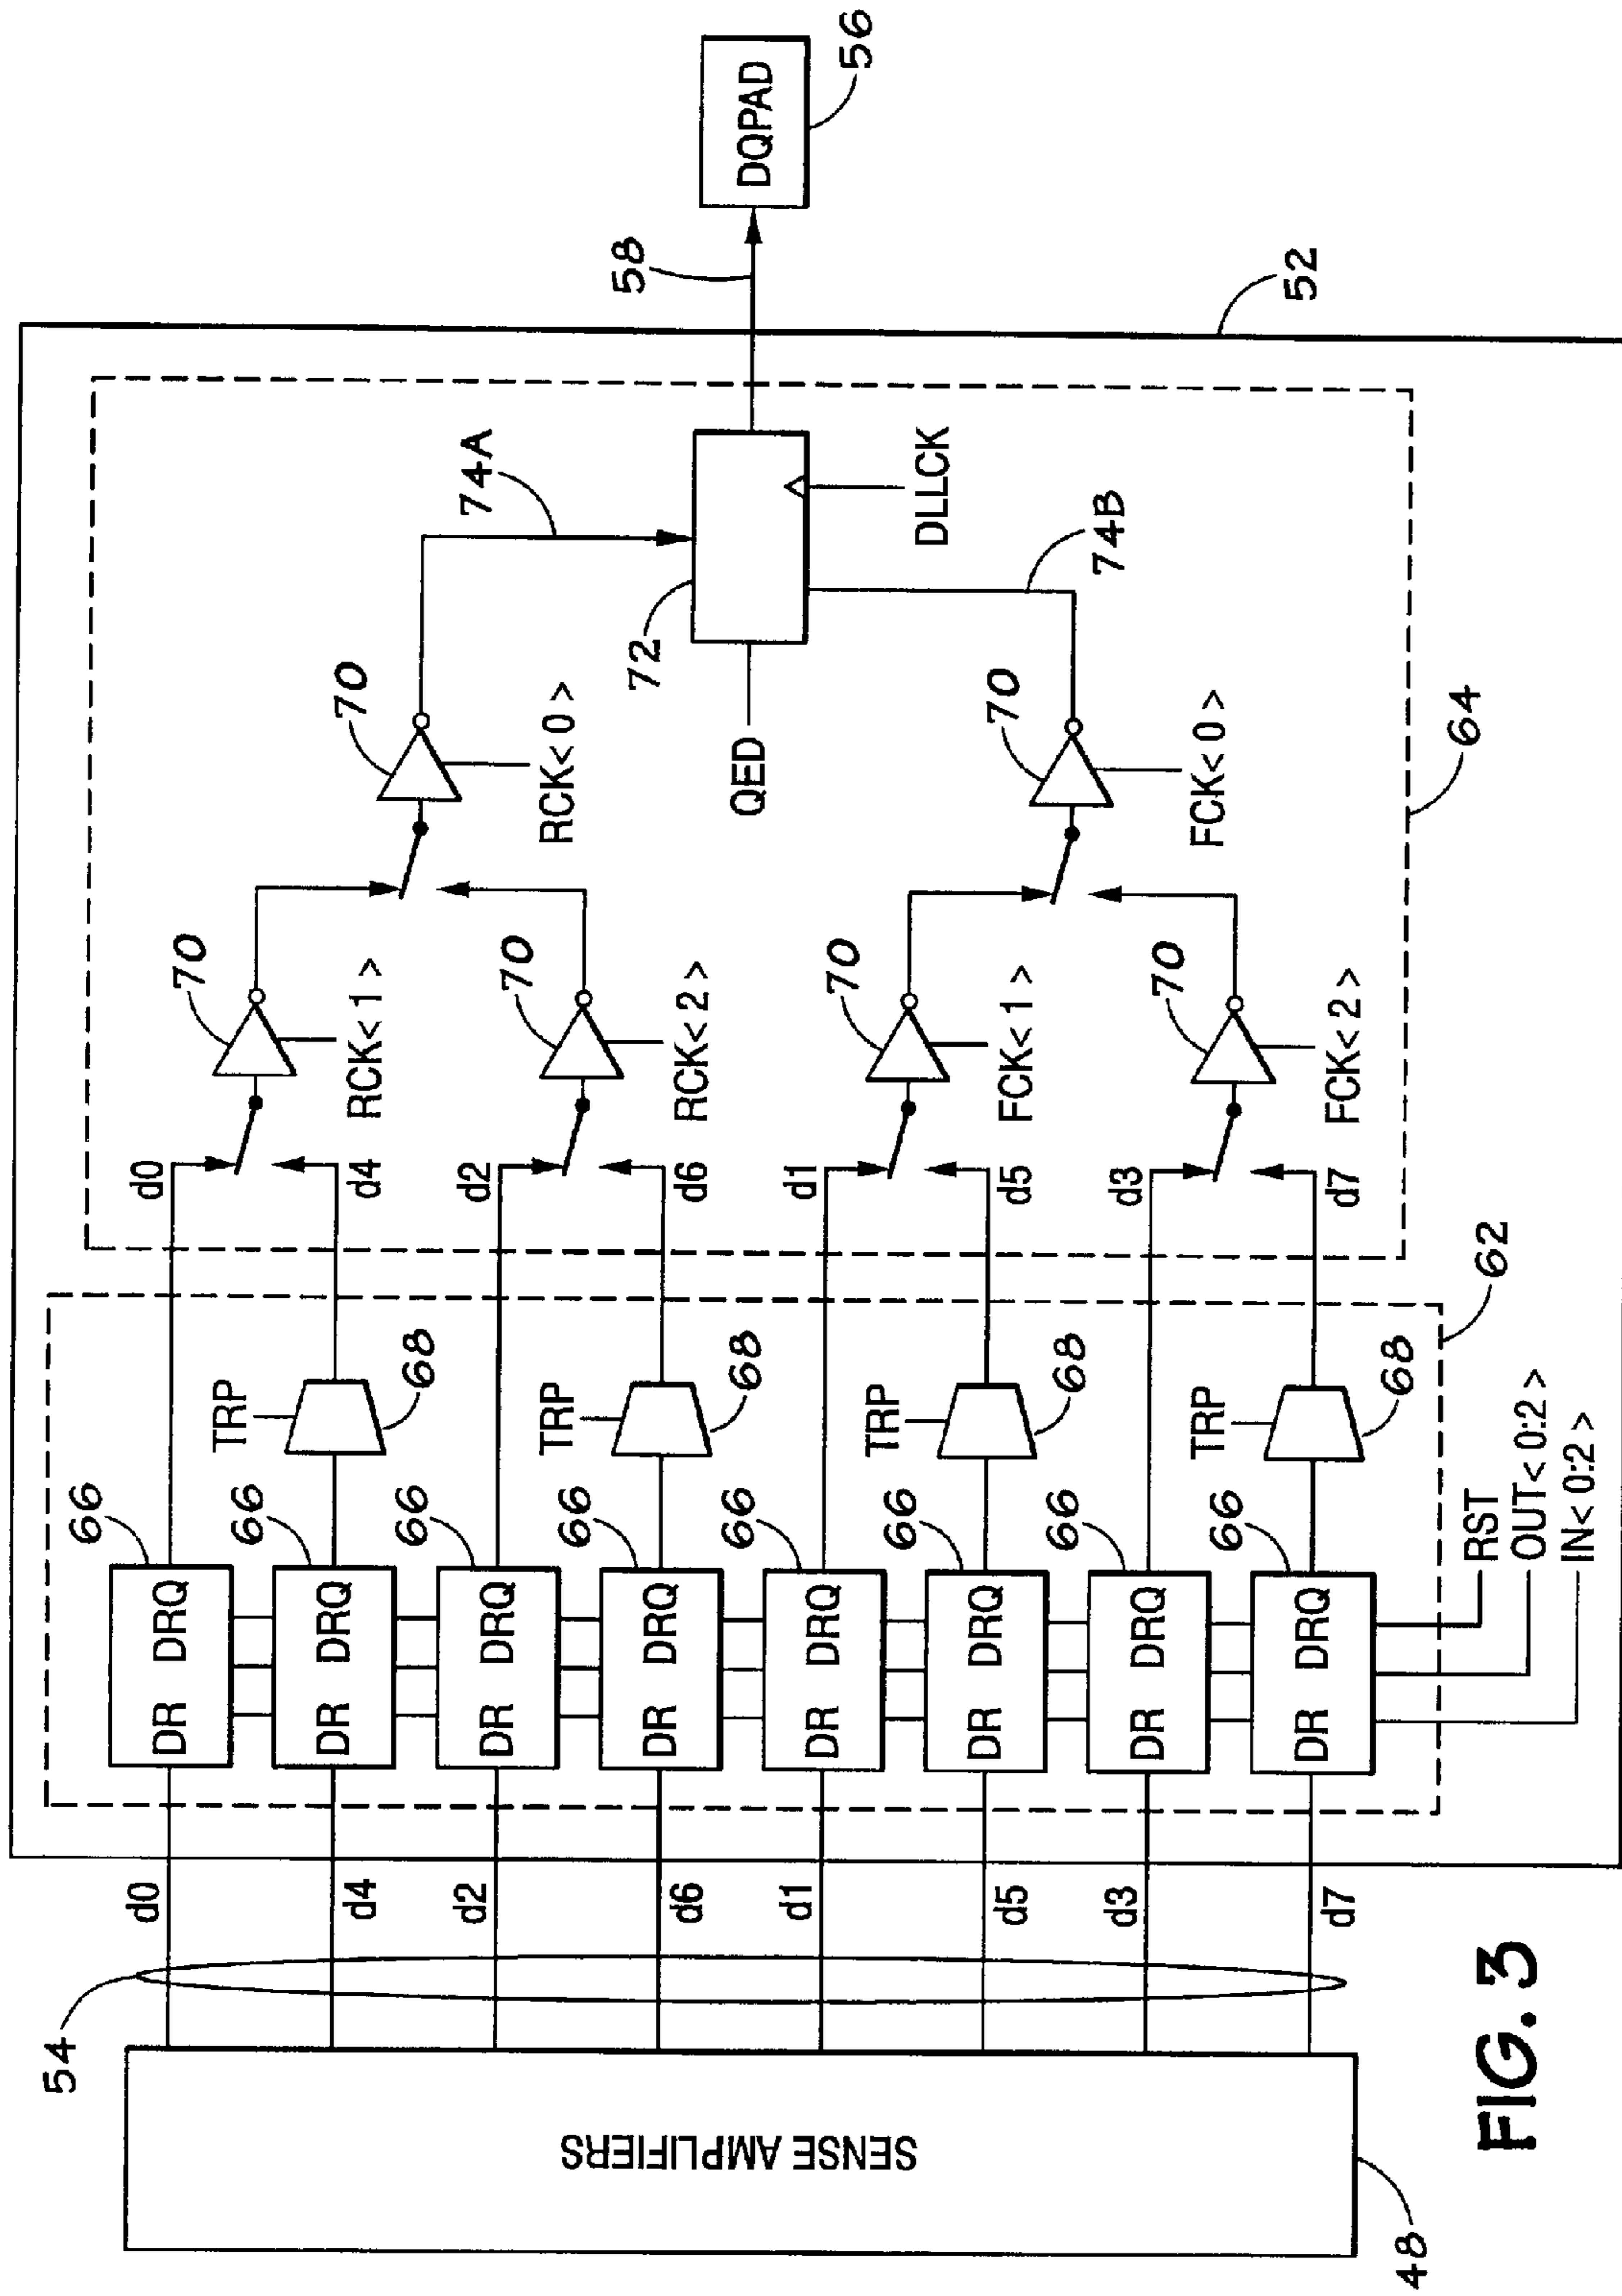 54
SENSE AMPLIFIERS
48
d0
d4
d2
d6
d1
d5
d3
d7
66
DR DRQ
66
DR DRQ
66
DR DRQ
66
DR DRQ
66
DR DRQ
66
DR DRQ
66
DR DRQ
66
DR DRQ
TRP
68
TRP
68
TRP
68
TRP
68
RST
OUT< 0:2 >
IN< 0:2 >
62
d0
d4
d2
d6
d1
d5
d3
d7
70
RCK< 1 >
70
RCK< 2 >
70
FCK< 1 >
70
FCK< 2 >
70
RCK< 0 >
70
FCK< 0 >
QED
72
74A
74B
DLLCK
64
58
52
DQPAD
56
FIG. 3